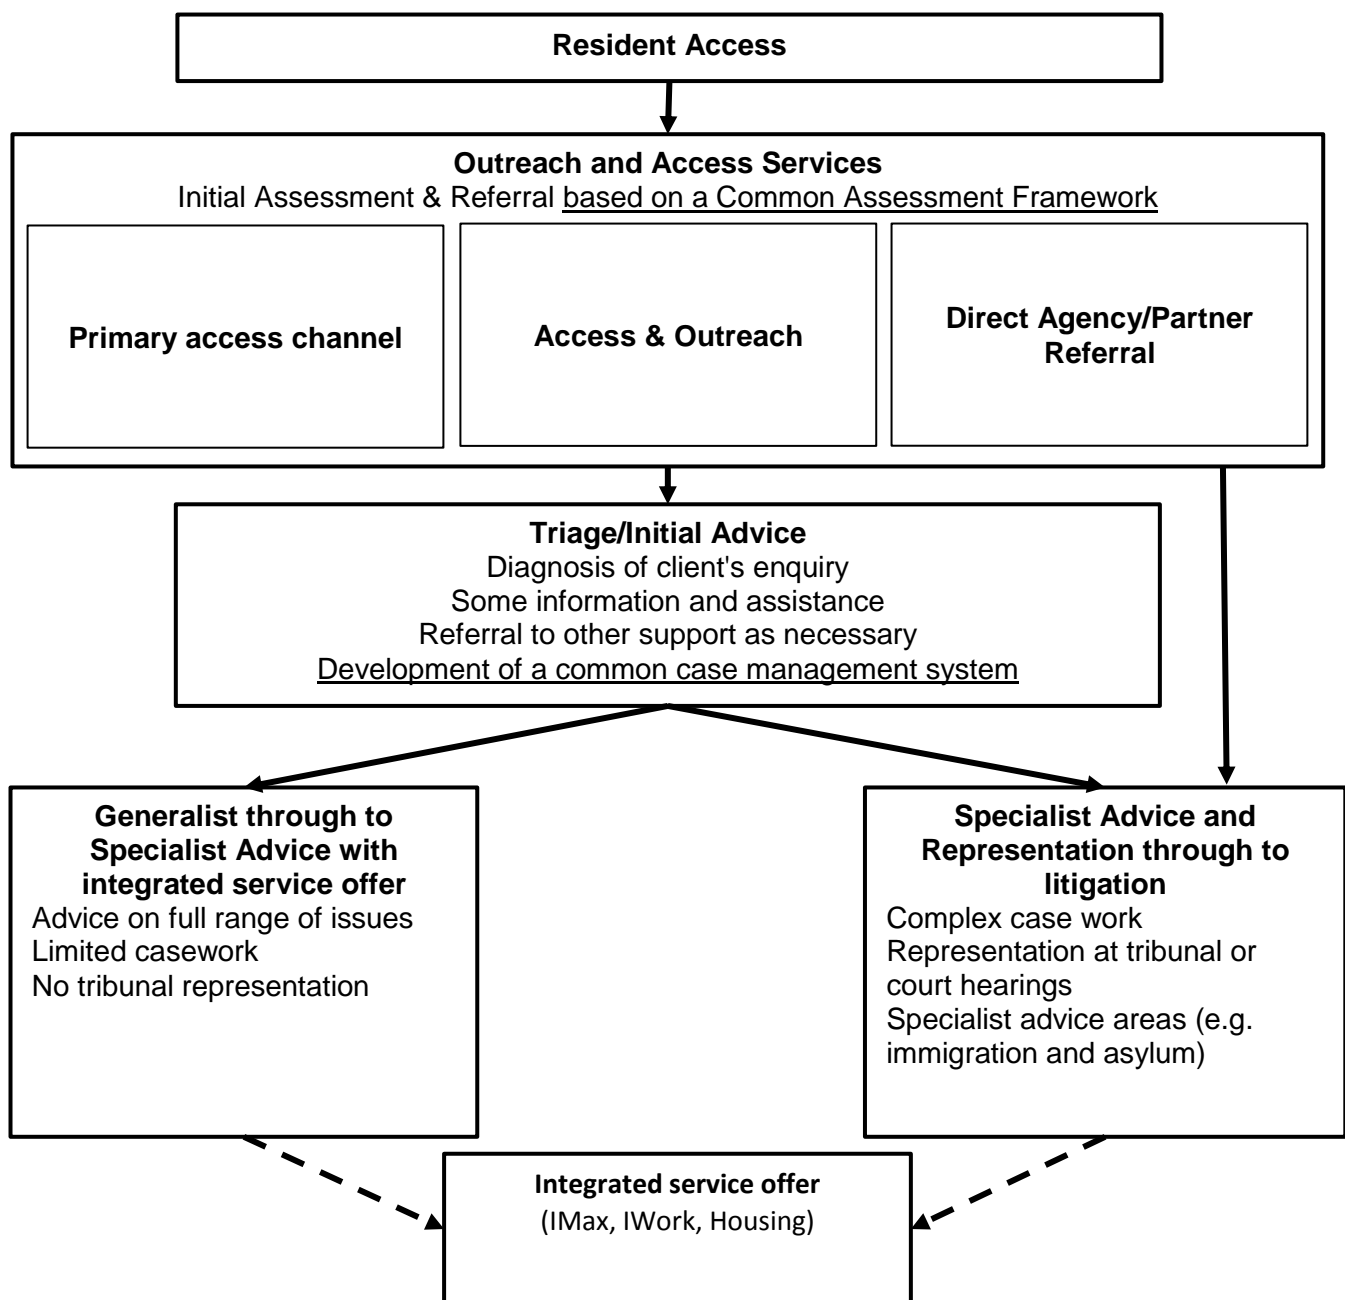 Resident Access
Outreach and Access Services
Initial Assessment & Referral based on a Common Assessment Framework
Primary access channel
Access & Outreach
Direct Agency/Partner
Referral
Triage/Initial Advice
Diagnosis of client's enquiry
Some information and assistance
Referral to other support as necessary
Development of a common case management system
Generalist through to
Specialist Advice with
integrated service offer
Advice on full range of issues
Limited casework
No tribunal representation
Specialist Advice and
Representation through to
litigation
Complex case work
Representation at tribunal or
court hearings
Specialist advice areas (e.g.
immigration and asylum)
Integrated service offer
(IMax, IWork, Housing)